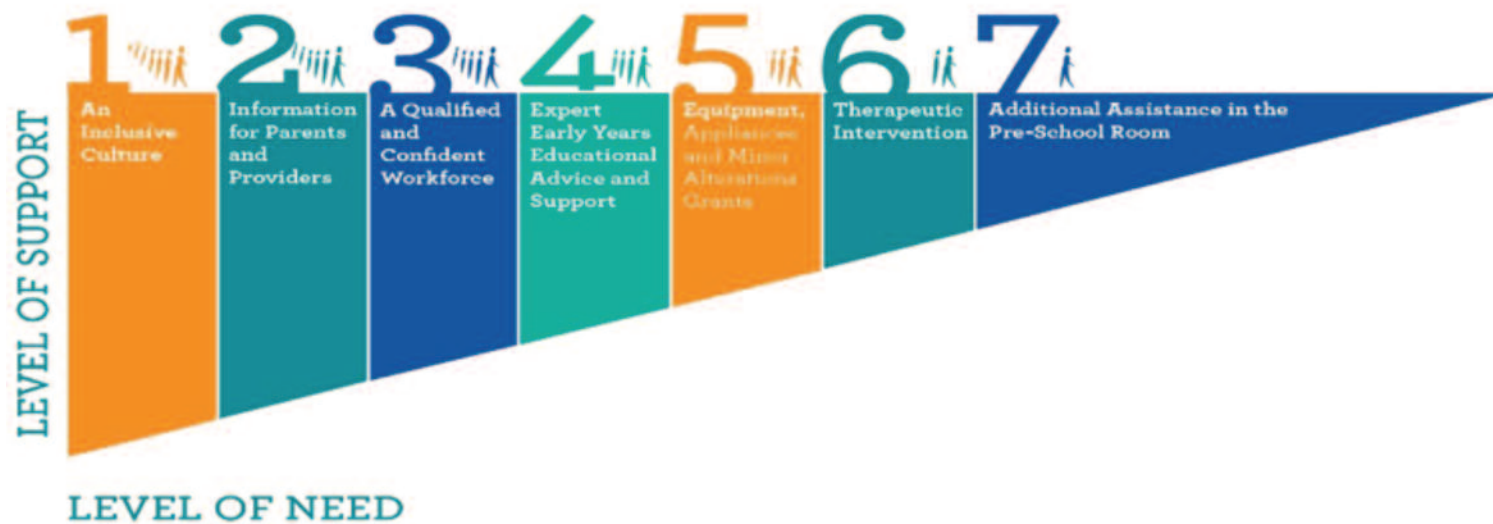 1
2
3
4
5
6
7
An
Inclusive
Culture
Information
for Parents
and
Providers
A Qualified
and
Confident
Workforce
Expert
Early Years
Educational
Advice and
Support
Equipment,
Appliances
and Minor
Alterations
Grants
Therapeutic
Intervention
Additional Assistance in the
Pre-School Room
LEVEL OF SUPPORT
LEVEL OF NEED